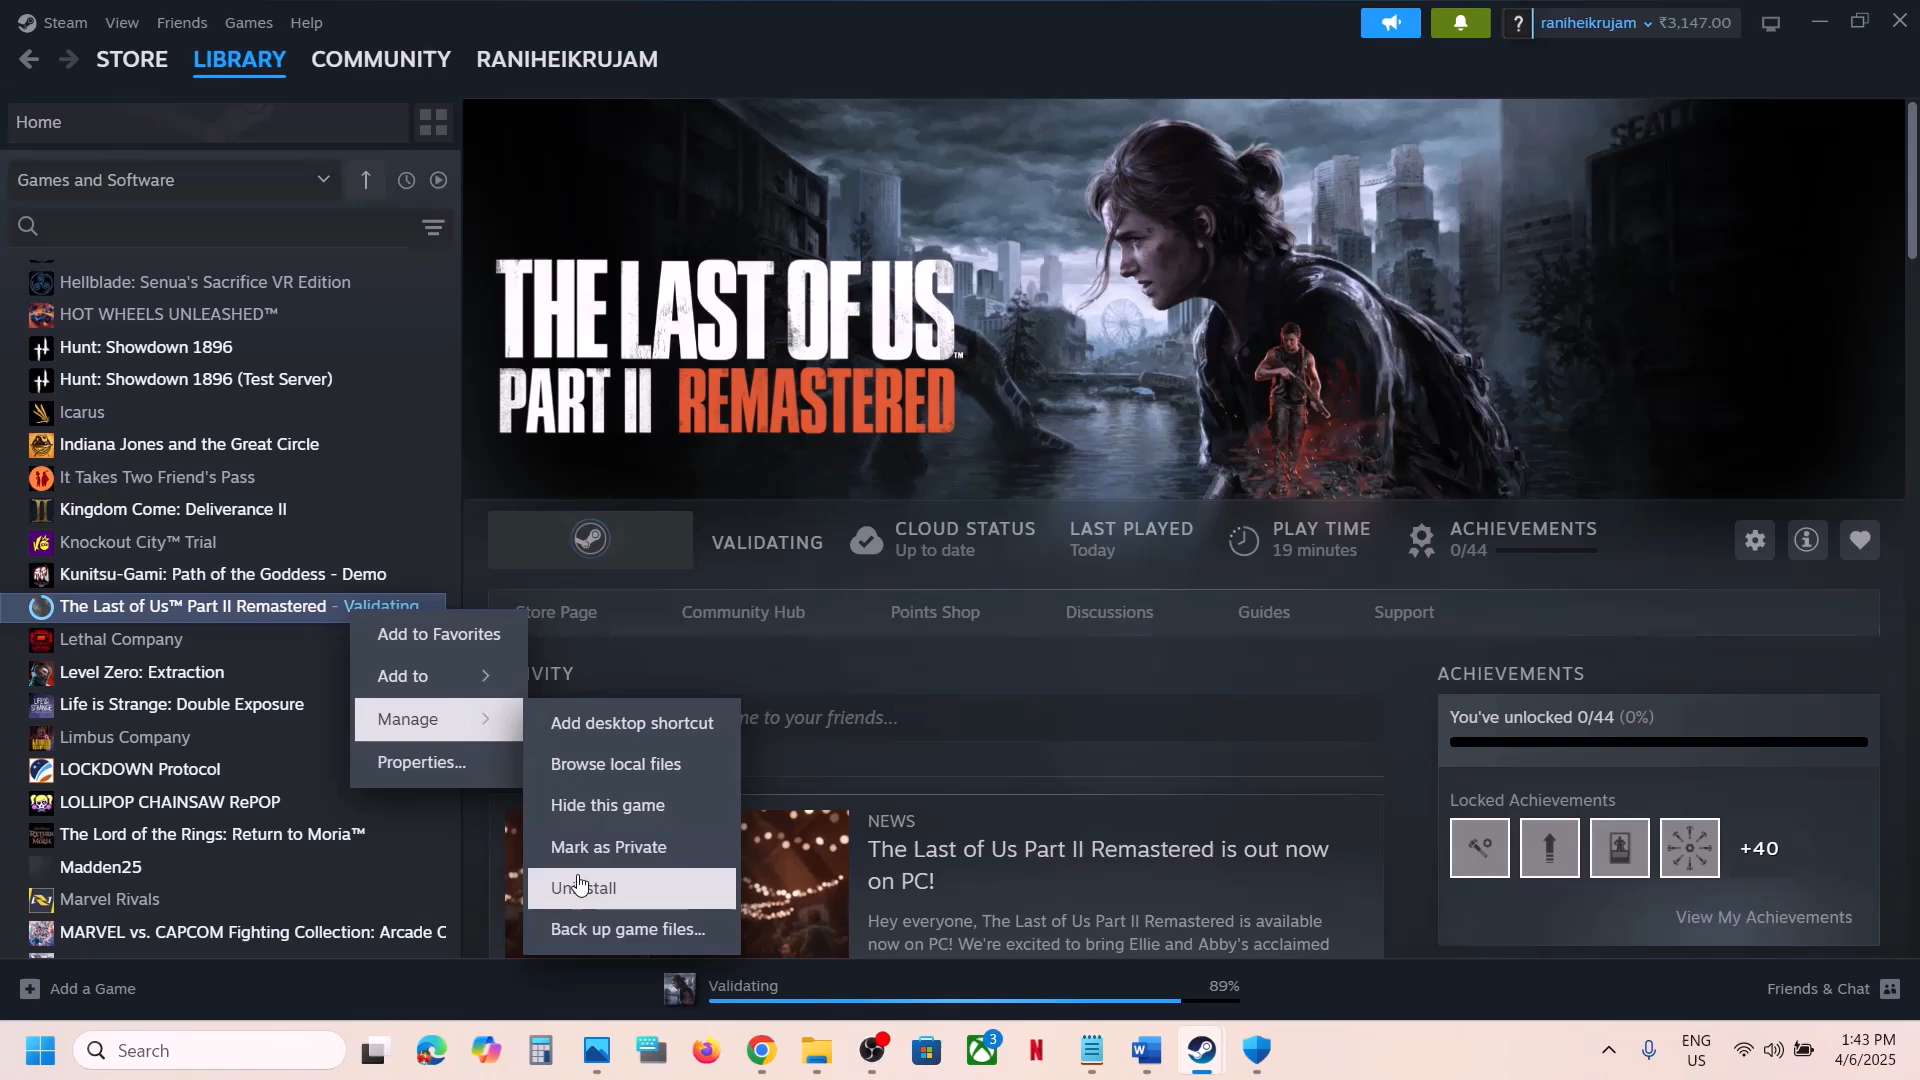 Steam View Friends Games Help
? raniheikrujam ₹3,147.00
STORE LIBRARY COMMUNITY RANIHEIKRUJAM
Home
Games and Software
Hellblade: Senua's Sacrifice VR Edition
HOT WHEELS UNLEASHED™
Hunt: Showdown 1896
Hunt: Showdown 1896 (Test Server)
Icarus
Indiana Jones and the Great Circle
It Takes Two Friend's Pass
Kingdom Come: Deliverance II
Knockout City™ Trial
Kunitsu-Gami: Path of the Goddess - Demo
The Last of Us™ Part II Remastered - Validating
Lethal Company
Level Zero: Extraction
Life is Strange: Double Exposure
Limbus Company
LOCKDOWN Protocol
LOLLIPOP CHAINSAW RePOP
The Lord of the Rings: Return to Moria™
Madden25
Marvel Rivals
MARVEL vs. CAPCOM Fighting Collection: Arcade C
Add to Favorites
Add to
Manage
Properties...
Add desktop shortcut
Browse local files
Hide this game
Mark as Private
Uninstall
Back up game files...
THE LAST OF US™
PART II REMASTERED
VALIDATING
CLOUD STATUS
Up to date
LAST PLAYED
Today
PLAY TIME
19 minutes
ACHIEVEMENTS
0/44
Store Page Community Hub Points Shop Discussions Guides Support
VITY
me to your friends...
NEWS
The Last of Us Part II Remastered is out now
on PC!
Hey everyone, The Last of Us Part II Remastered is available
now on PC! We're excited to bring Ellie and Abby's acclaimed
ACHIEVEMENTS
You've unlocked 0/44 (0%)
Locked Achievements
+40
View My Achievements
Add a Game
Validating 89%
Friends & Chat
Search
3
ENG
US
1:43 PM
4/6/2025